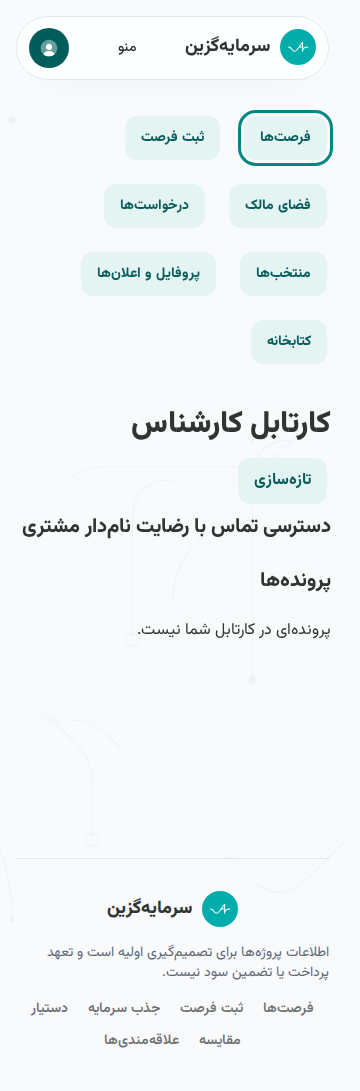 سرمایه‌گزین
منو
فرصت‌ها
ثبت فرصت
فضای مالک
درخواست‌ها
منتخب‌ها
پروفایل و اعلان‌ها
کتابخانه
کارتابل کارشناس
تازه‌سازی
دسترسی تماس با رضایت نام‌دار مشتری
پرونده‌ها
پرونده‌ای در کارتابل شما نیست.
سرمایه‌گزین
اطلاعات پروژه‌ها برای تصمیم‌گیری اولیه است و تعهد
پرداخت یا تضمین سود نیست.
فرصت‌ها ثبت فرصت جذب سرمایه دستیار
مقایسه علاقه‌مندی‌ها